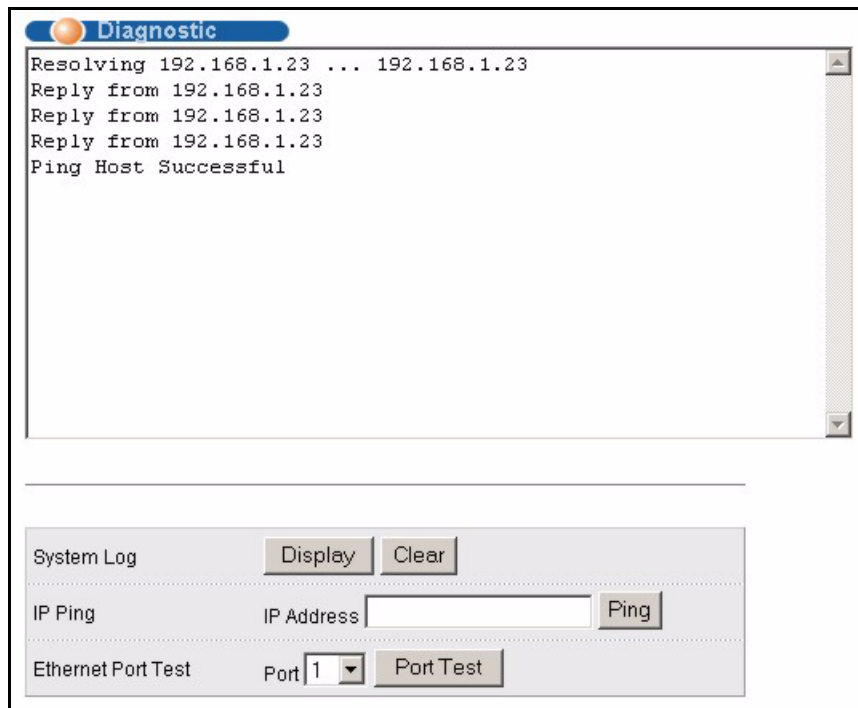 Diagnostic
Resolving 192.168.1.23 ... 192.168.1.23
Reply from 192.168.1.23
Reply from 192.168.1.23
Reply from 192.168.1.23
Ping Host Successful
System Log Display Clear
IP Ping IP Address Ping
Ethernet Port Test Port 1 Port Test